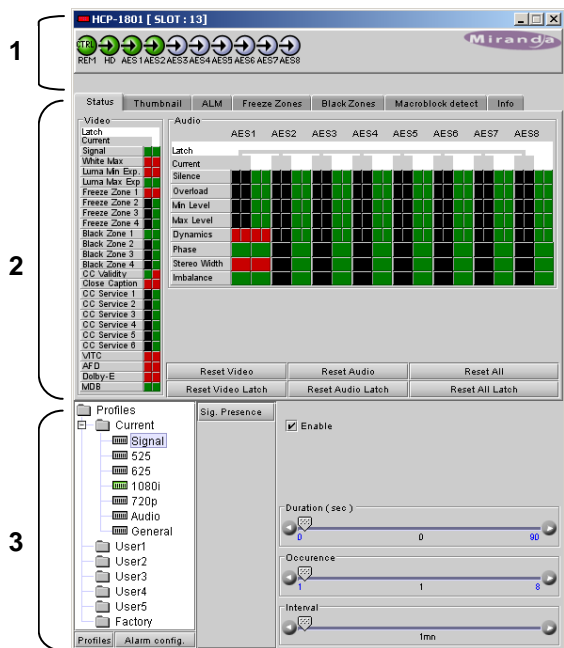 HCP-1801 [ SLOT : 13]
Miranda
CTRL
REM HD AES1 AES2 AES3 AES4 AES5 AES6 AES7 AES8
1
Status Thumbnail ALM Freeze Zones Black Zones Macroblock detect Info
2
Video
Latch
Current
Signal
White Max
Luma Min Exp.
Luma Max Exp
Freeze Zone 1
Freeze Zone 2
Freeze Zone 3
Freeze Zone 4
Black Zone 1
Black Zone 2
Black Zone 3
Black Zone 4
CC Validity
Close Caption
CC Service 1
CC Service 2
CC Service 3
CC Service 4
CC Service 5
CC Service 6
VITC
AFD
Dolby-E
MDB
Audio
AES1 AES2 AES3 AES4 AES5 AES6 AES7 AES8
Latch
Current
Silence
Overload
Min Level
Max Level
Dynamics
Phase
Stereo Width
Imbalance
Reset Video Reset Audio Reset All
Reset Video Latch Reset Audio Latch Reset All Latch
3
Profiles
Current
Signal
525
625
1080i
720p
Audio
General
User1
User2
User3
User4
User5
Factory
Profiles Alarm config.
Sig. Presence
Enable
Duration ( sec )
0 0 90
Occurence
1 1 8
Interval
1mn